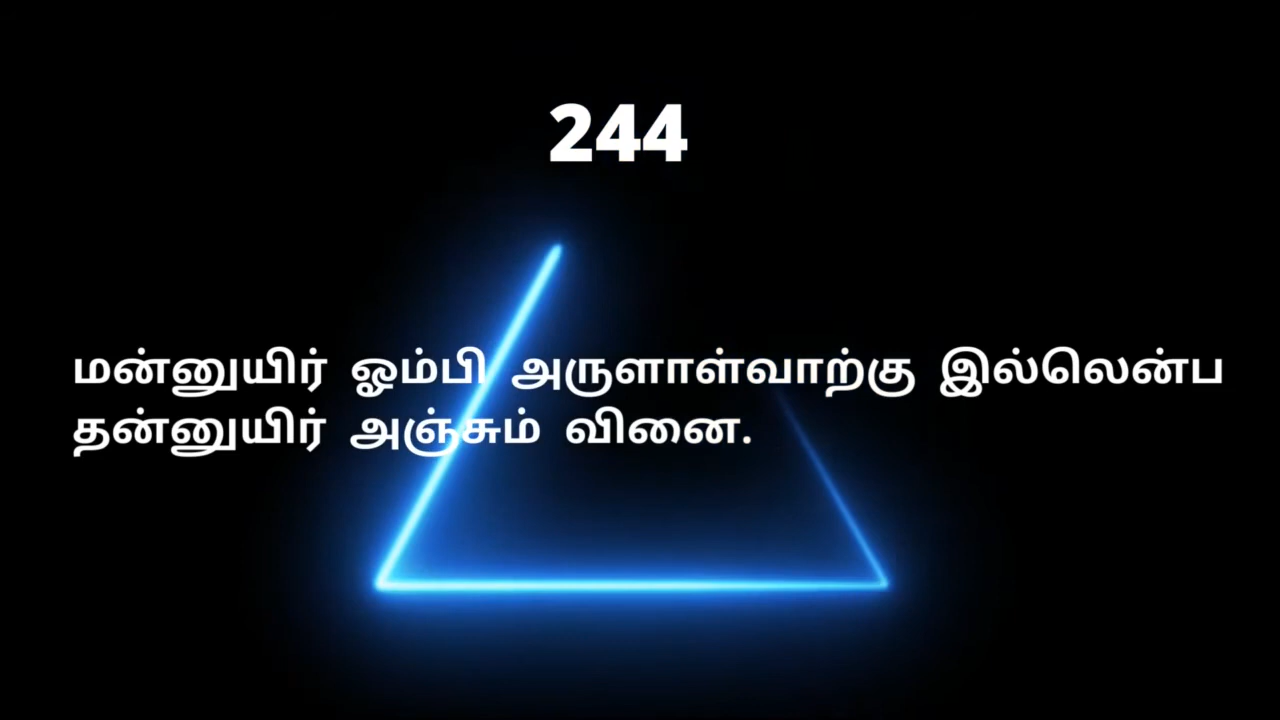 244
மன்னுயிர் ஓம்பி அருளாள்வாற்கு இல்லென்ப
தன்னுயிர் அஞ்சும் வினை.